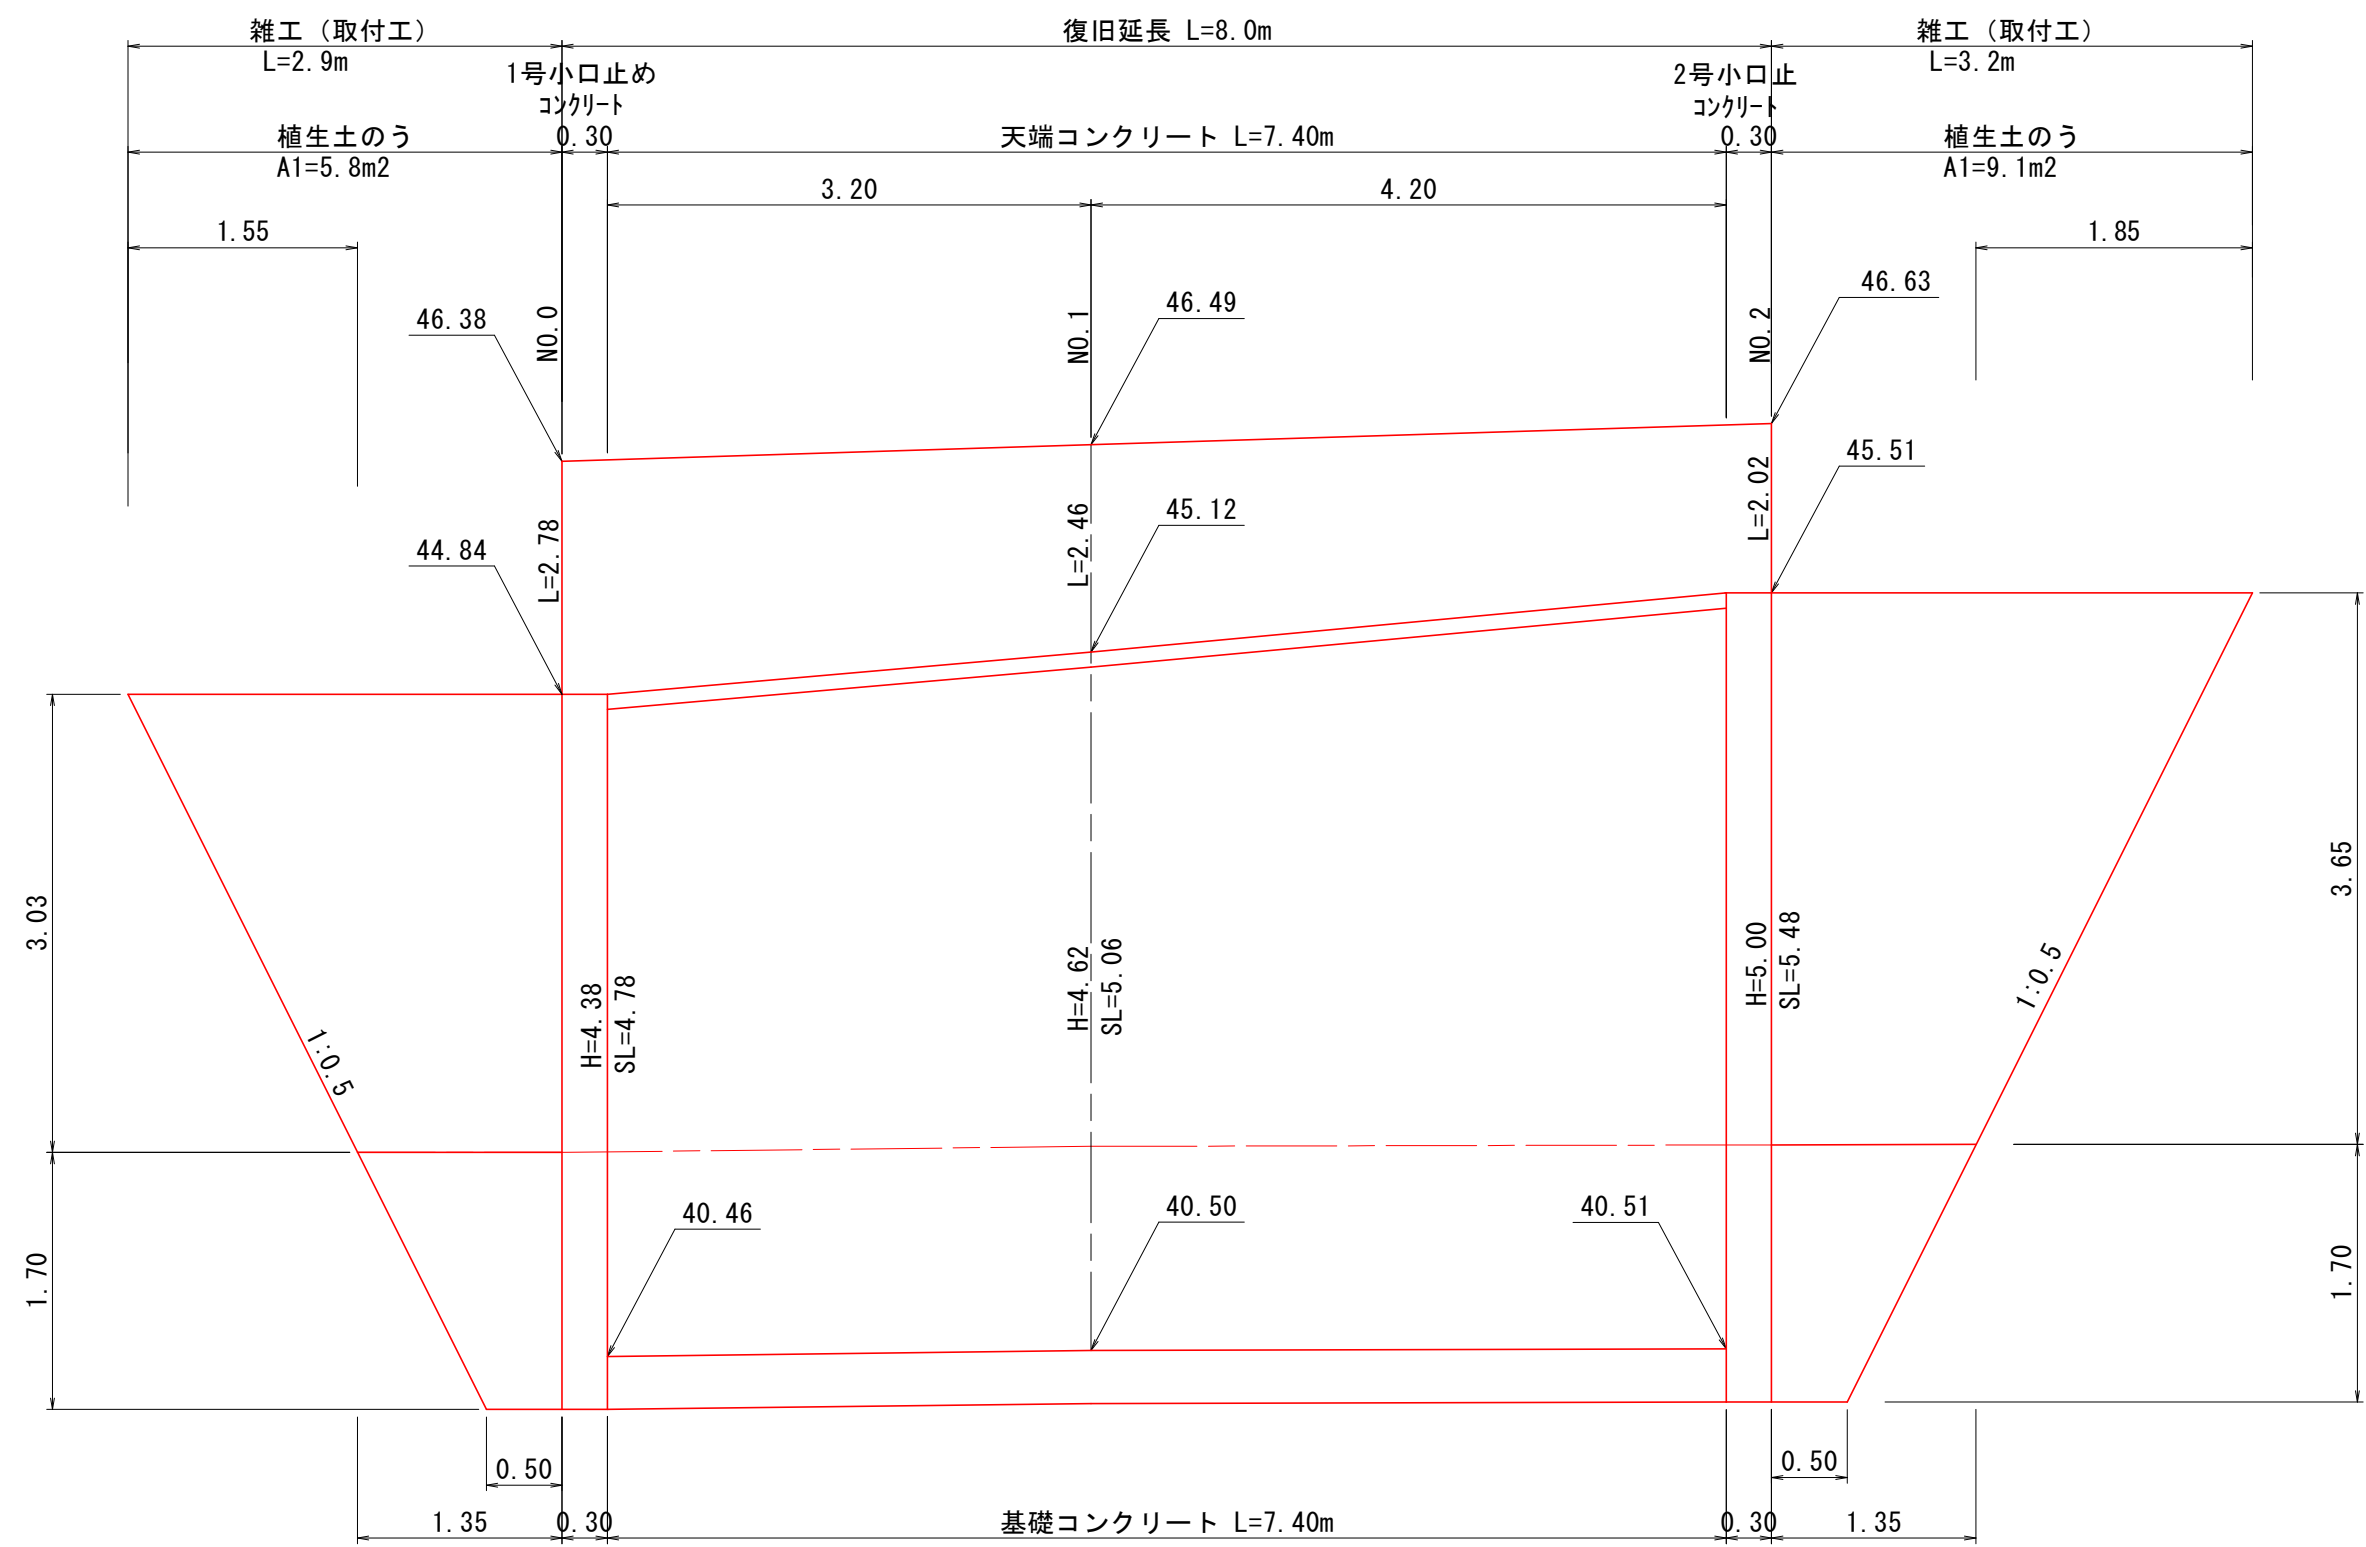 雑工（取付工）
L=2.9m
復旧延長 L=8.0m
雑工（取付工）
L=3.2m
1号小口止め
コンクリート
2号小口止
コンクリート
植生土のう
A1=5.8m2
0.30
天端コンクリート L=7.40m
0.30
植生土のう
A1=9.1m2
3.20
4.20
1.55
1.85
46.38
NO.0
NO.1
46.49
NO.2
46.63
44.84
L=2.78
L=2.46
45.12
L=2.02
45.51
3.03
1:0.5
H=4.38
SL=4.78
H=4.62
SL=5.06
H=5.00
SL=5.48
1:0.5
3.65
1.70
40.46
40.50
40.51
1.70
0.50
0.50
1.35
0.30
基礎コンクリート L=7.40m
0.30
1.35